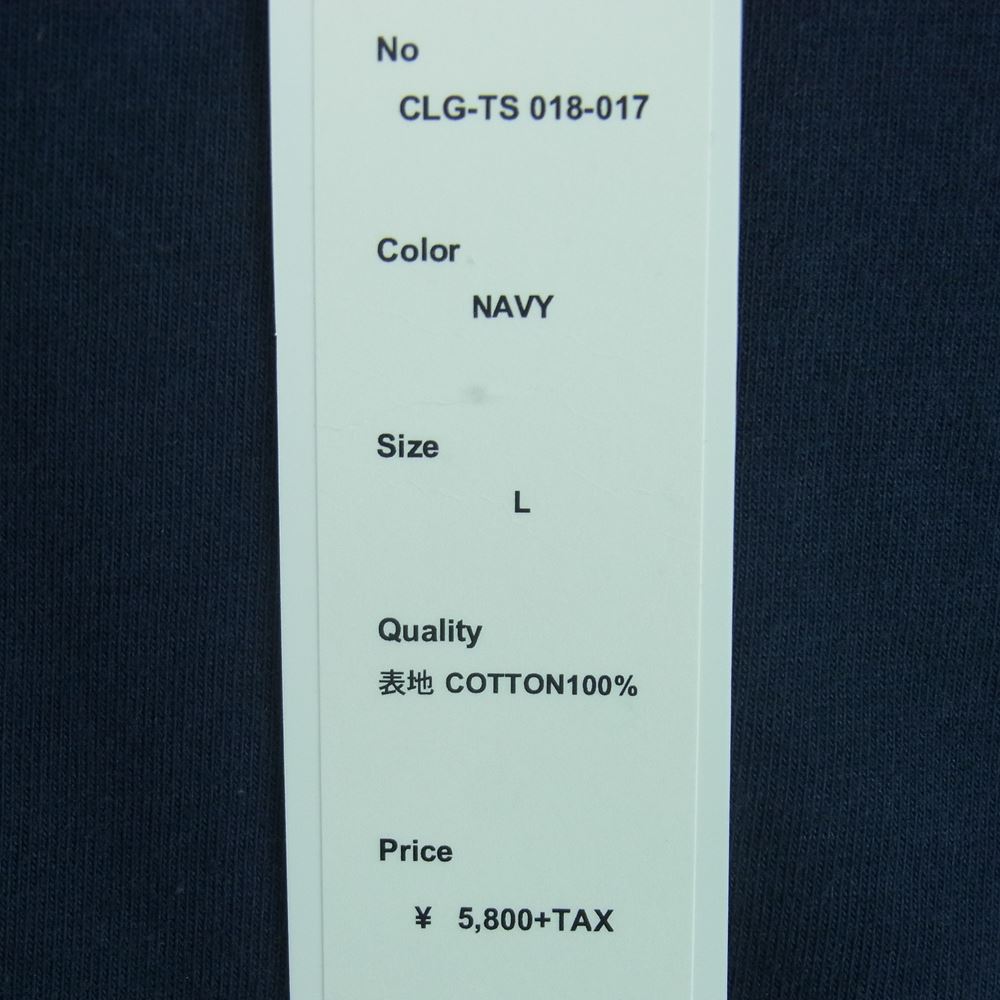 No
CLG-TS 018-017
Color
NAVY
Size
L
Quality
表地 COTTON100%
Price
¥ 5,800+TAX